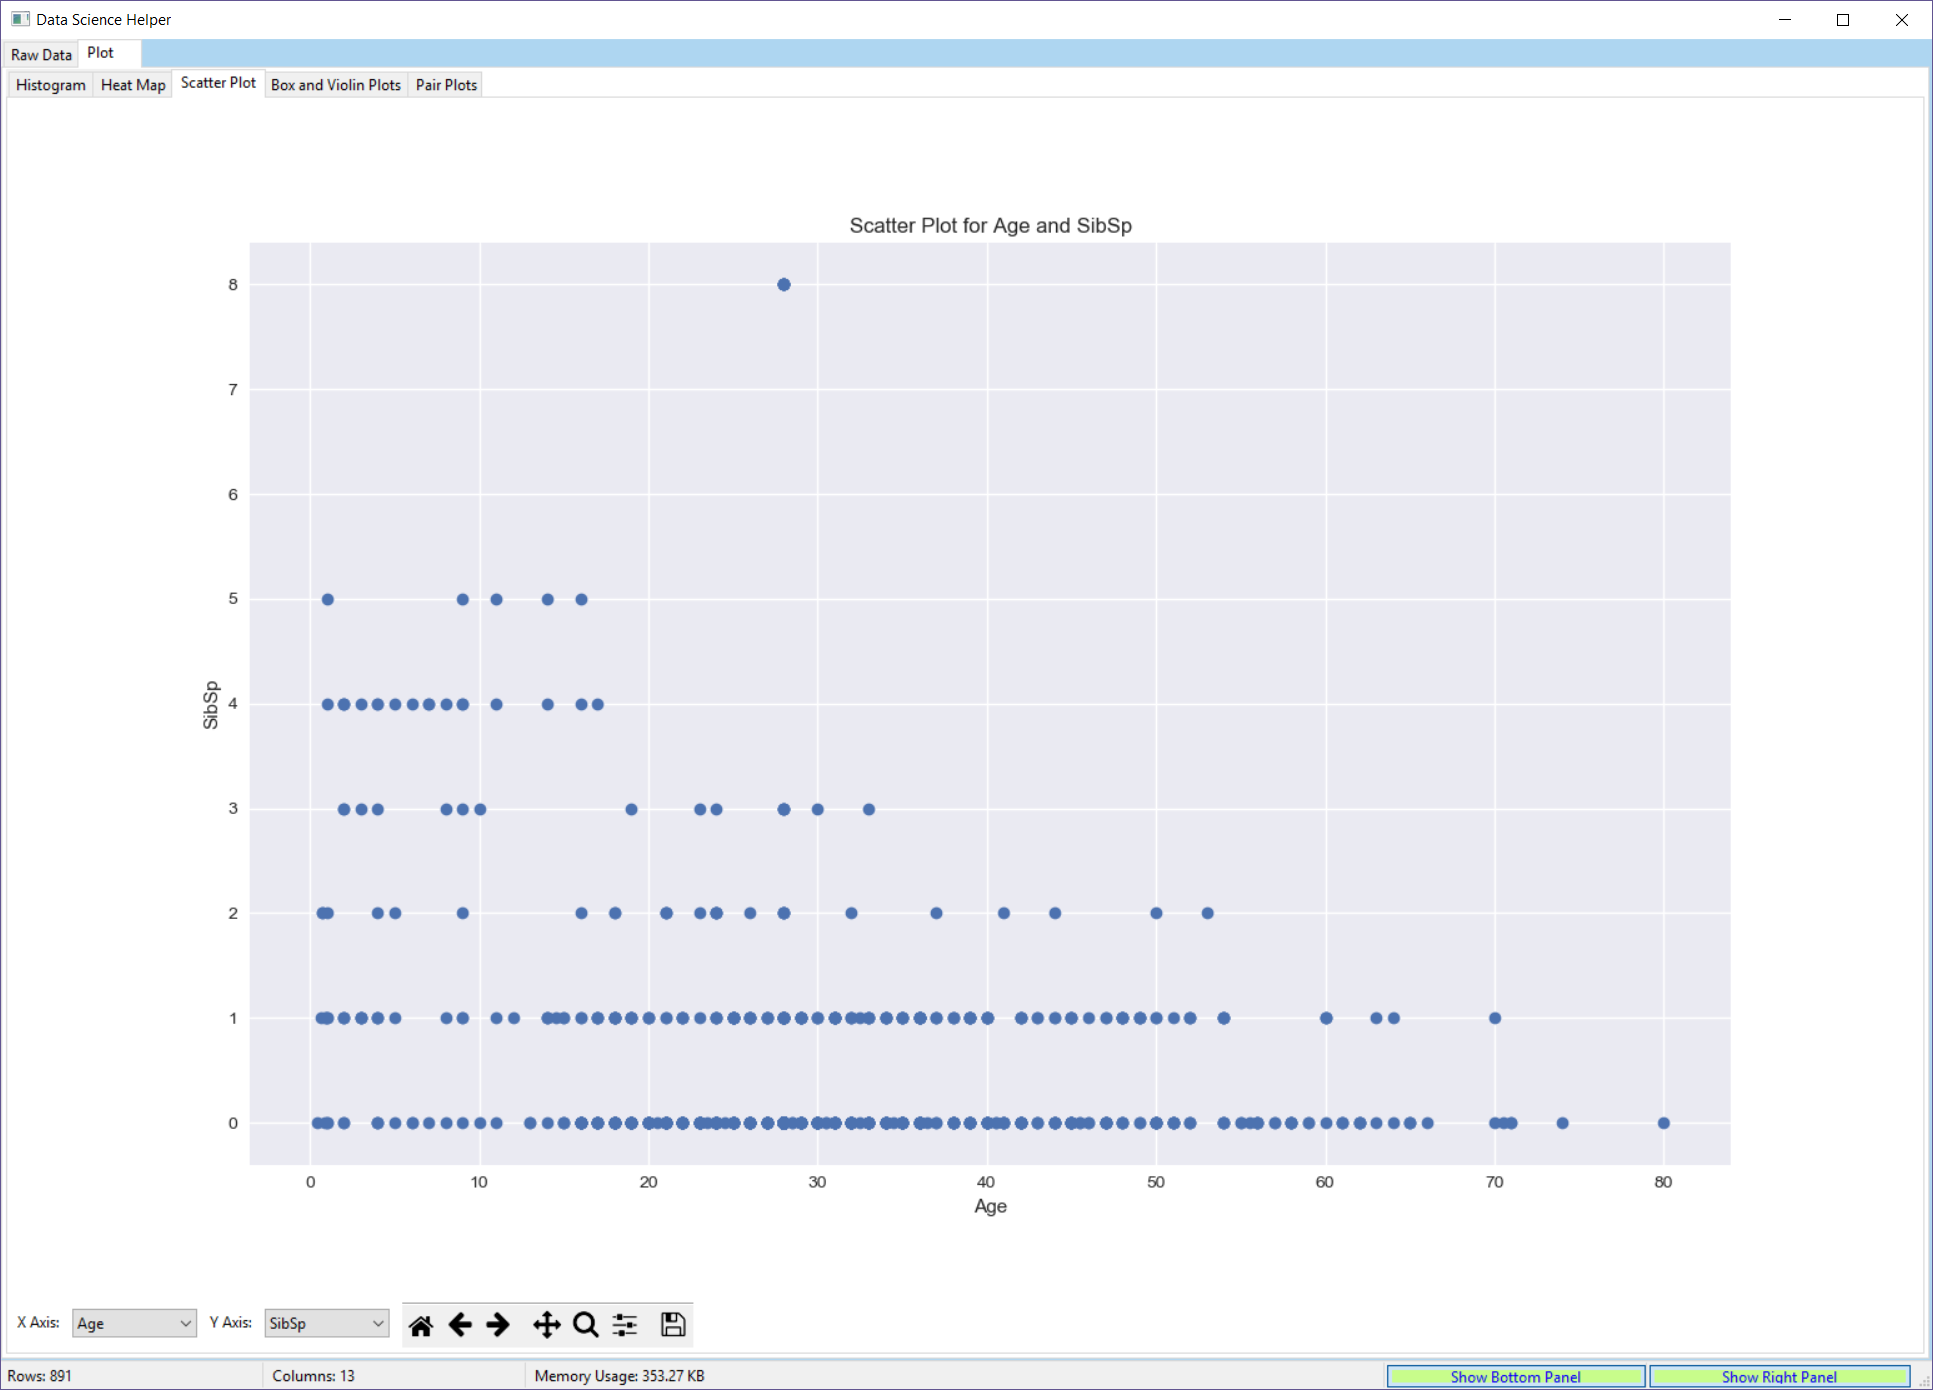 Data Science Helper
Raw Data Plot
Histogram Heat Map Scatter Plot Box and Violin Plots Pair Plots
Scatter Plot for Age and SibSp
8
7
6
5
4
3
2
1
0
SibSp
0 10 20 30 40 50 60 70 80
Age
X Axis: Age Y Axis: SibSp
Rows: 891 Columns: 13 Memory Usage: 353.27 KB Show Bottom Panel Show Right Panel